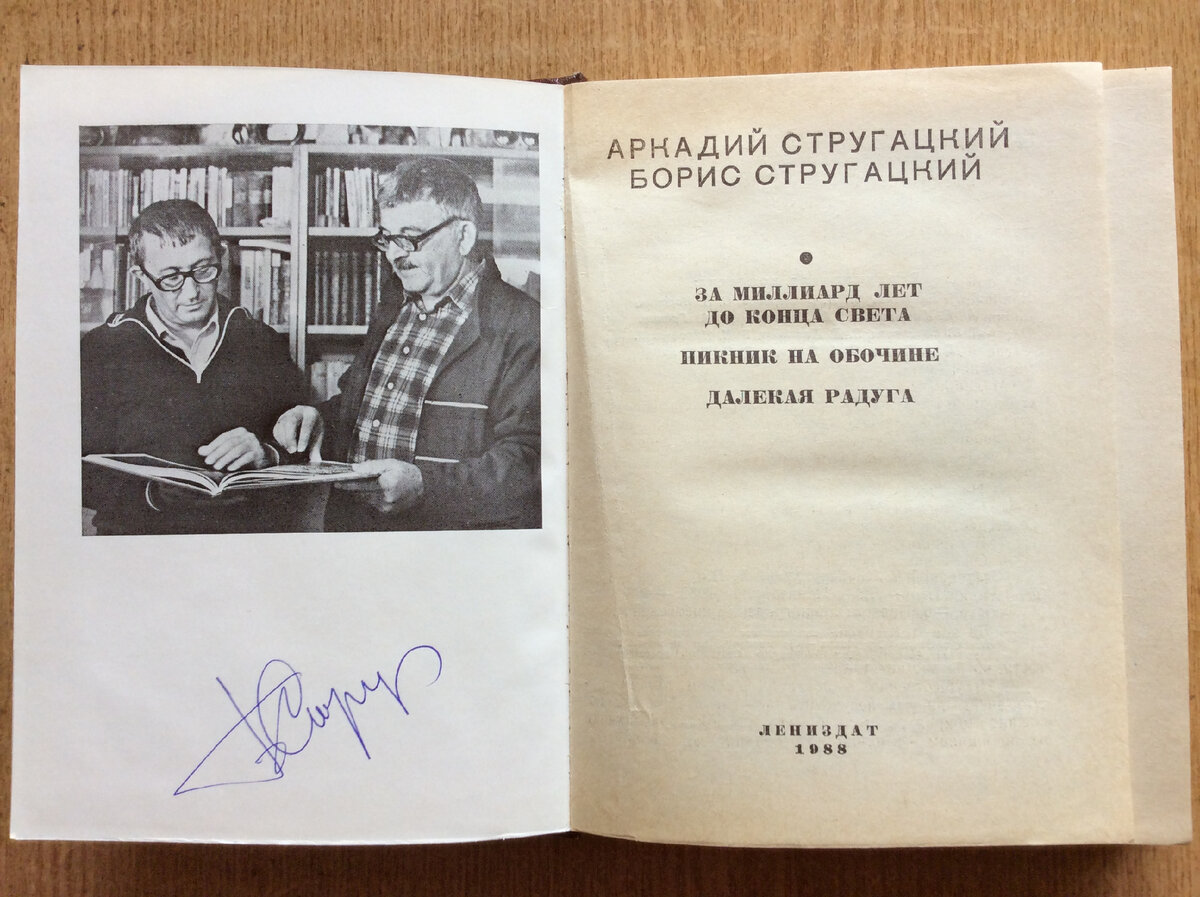 АРКАДИЙ СТРУГАЦКИЙ
БОРИС СТРУГАЦКИЙ
ЗА МИЛЛИАРД ЛЕТ
ДО КОНЦА СВЕТА
ПИКНИК НА ОБОЧИНЕ
ДАЛЕКАЯ РАДУГА
ЛЕНИЗДАТ
1988